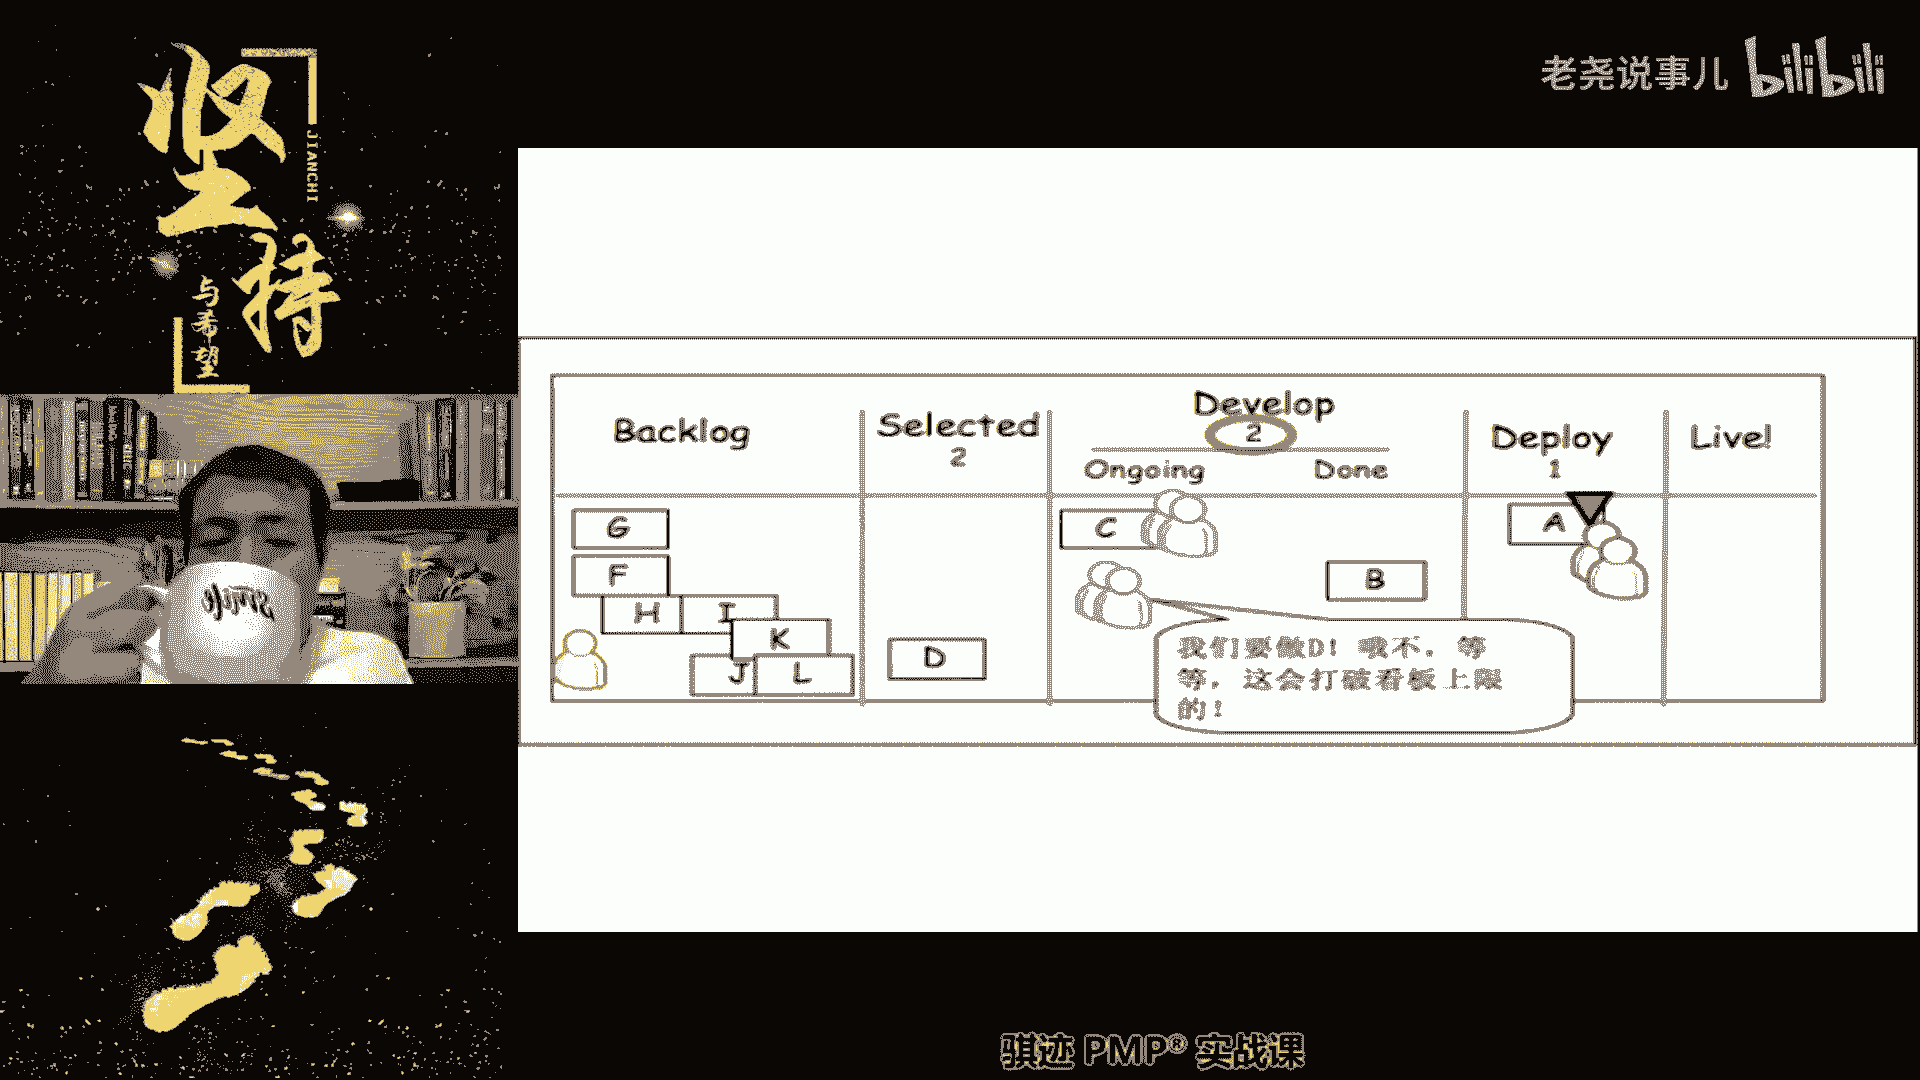 坚
持
JIANCHI
与希望
老尧说事儿 bilibili
smile
Backlog
Selected
2
Develop
2
Ongoing
Done
Deploy
1
Live!
G
F
H
I
K
J
L
D
C
B
A
我们要做D！哦不，等
等，这会打破看板上限
的！
骐迹 PMP® 实战课